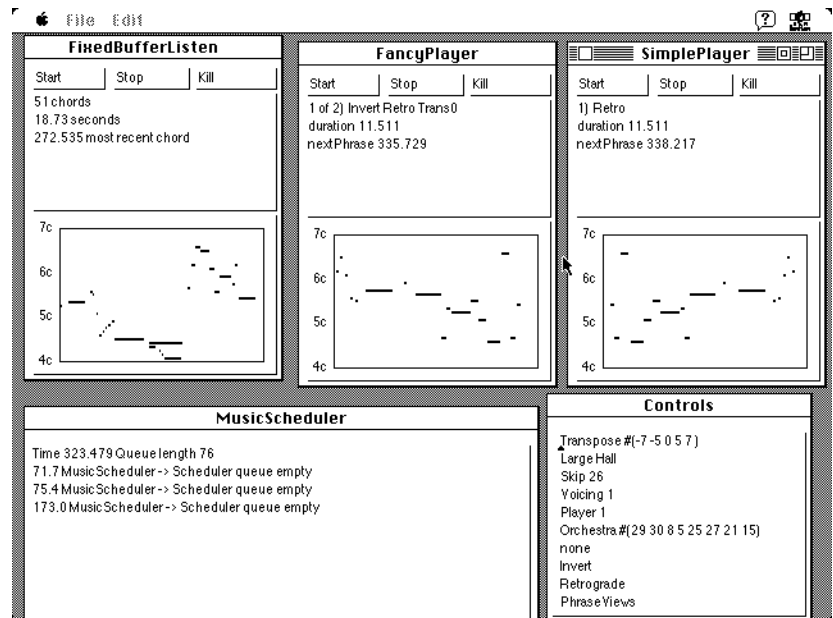 File Edit
FixedBufferListen
Start Stop Kill
51 chords
18.73 seconds
272.535 most recent chord
7c
6c
5c
4c
FancyPlayer
Start Stop Kill
1 of 2) Invert Retro Trans0
duration 11.511
nextPhrase 335.729
7c
6c
5c
4c
SimplePlayer
Start Stop Kill
1) Retro
duration 11.511
nextPhrase 338.217
7c
6c
5c
4c
MusicScheduler
Time 323.479 Queue length 76
71.7 MusicScheduler-> Scheduler queue empty
75.4 MusicScheduler-> Scheduler queue empty
173.0 MusicScheduler-> Scheduler queue empty
Controls
Transpose #(-7 -5 0 5 7 )
Large Hall
Skip 26
Voicing 1
Player 1
Orchestra #(29 30 8 5 25 27 21 15)
none
Invert
Retrograde
PhraseViews